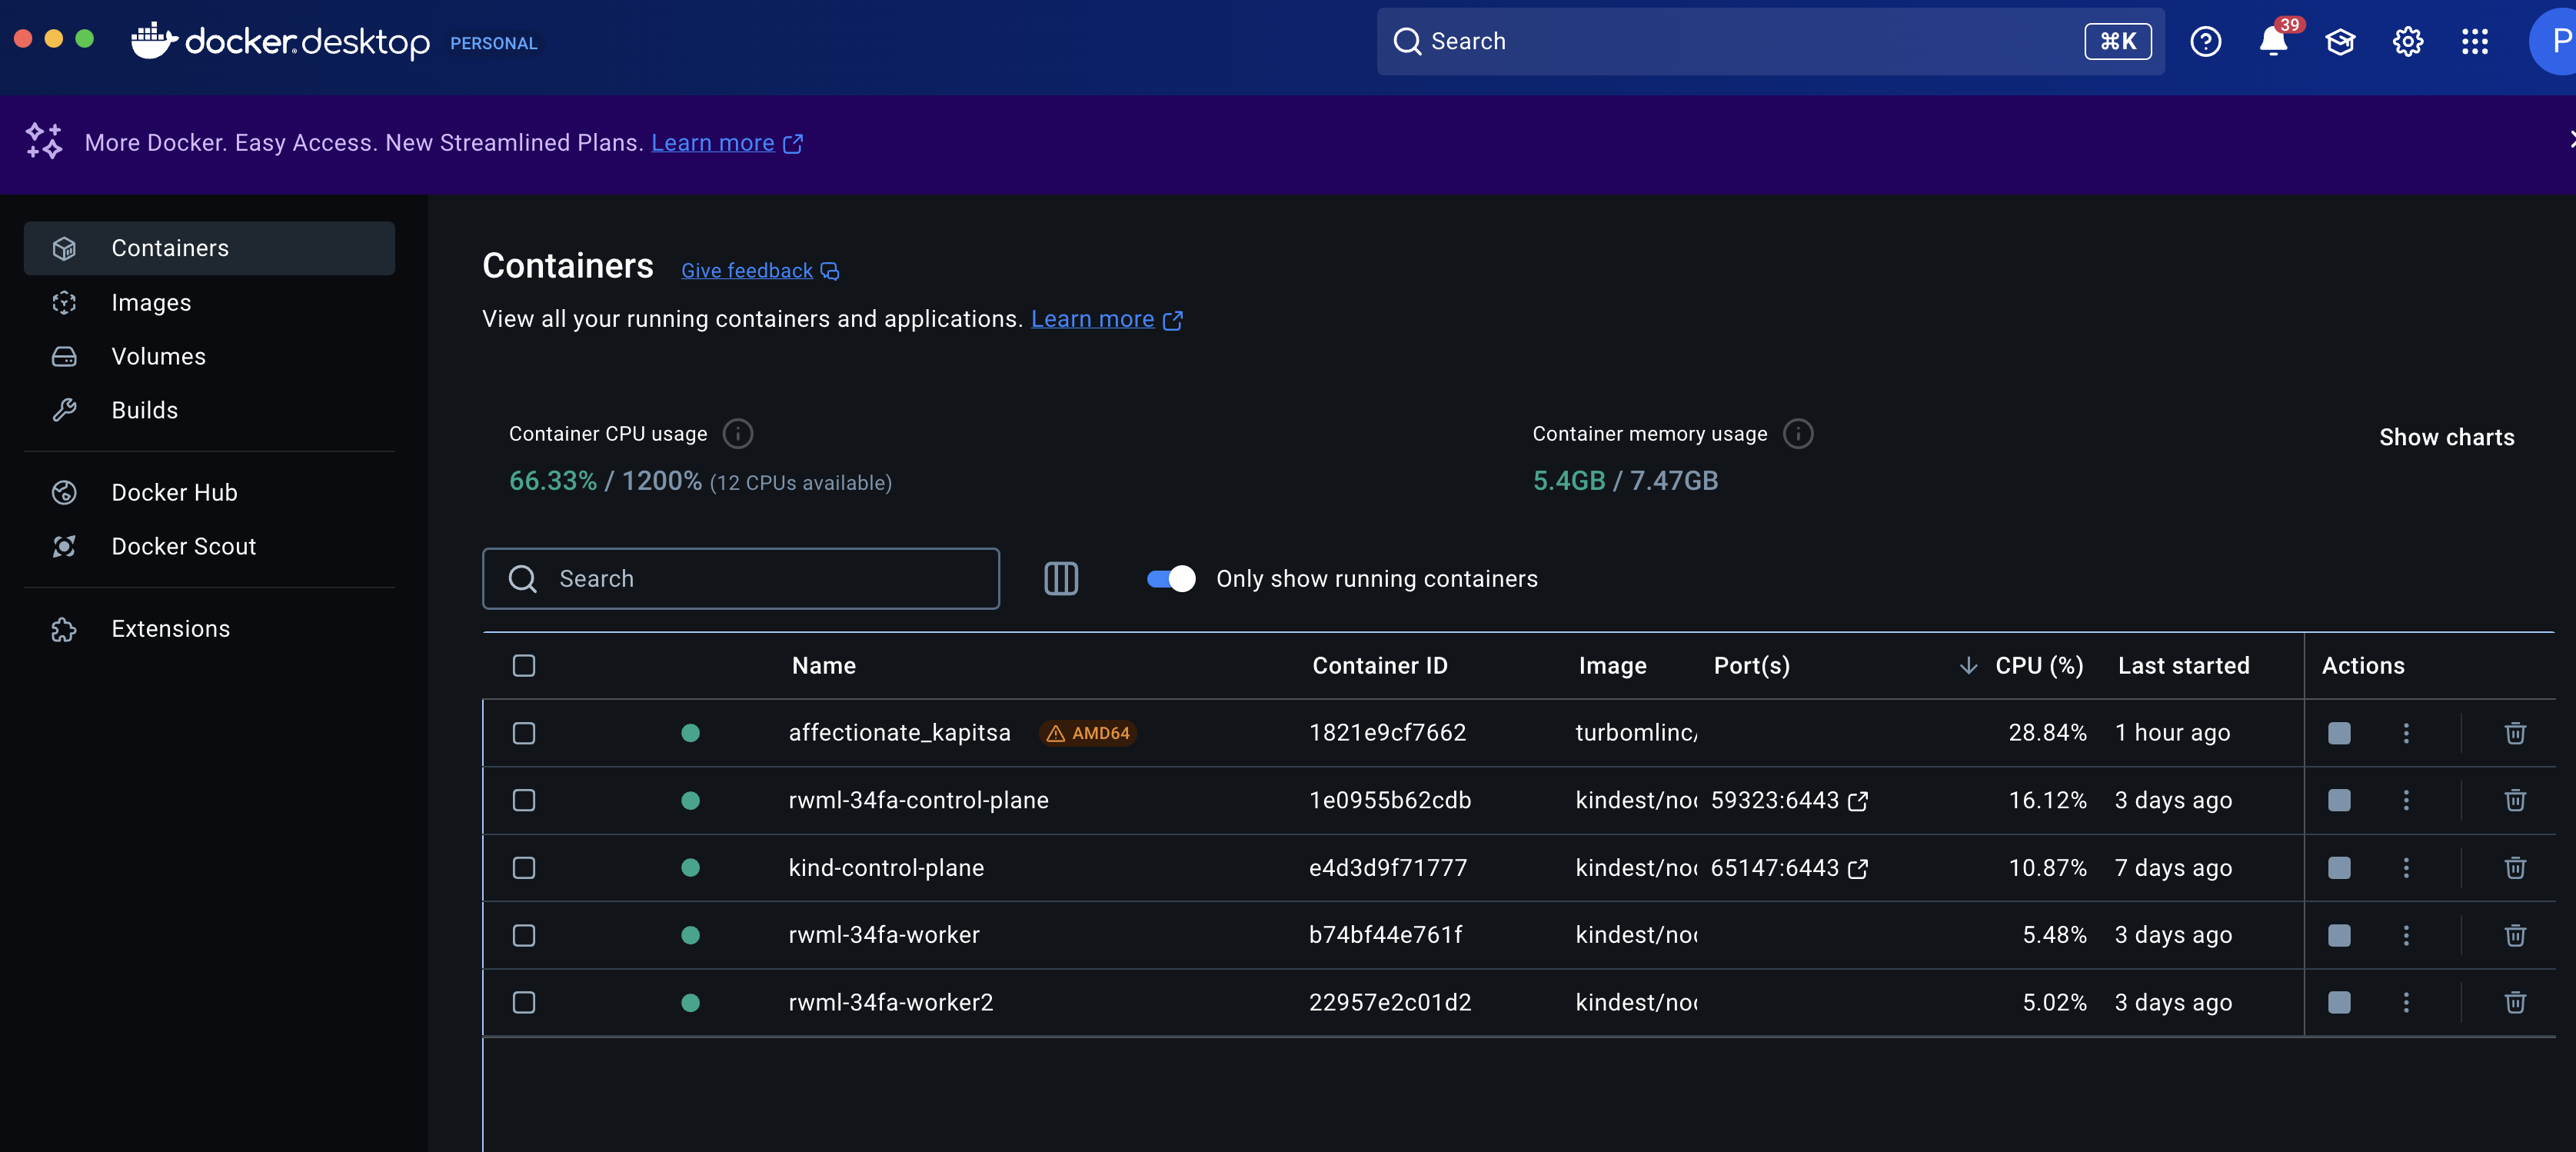 docker.desktop PERSONAL
Search
⌘K
39
P
More Docker. Easy Access. New Streamlined Plans. Learn more
Containers
Images
Volumes
Builds
Docker Hub
Docker Scout
Extensions
Containers Give feedback
View all your running containers and applications. Learn more
Container CPU usage
66.33% / 1200% (12 CPUs available)
Container memory usage
5.4GB / 7.47GB
Show charts
Search
Only show running containers
Name Container ID Image Port(s) CPU (%) Last started Actions
affectionate_kapitsa AMD64 1821e9cf7662 turbomlinc/ 28.84% 1 hour ago
rwml-34fa-control-plane 1e0955b62cdb kindest/no 59323:6443 16.12% 3 days ago
kind-control-plane e4d3d9f71777 kindest/no 65147:6443 10.87% 7 days ago
rwml-34fa-worker b74bf44e761f kindest/no 5.48% 3 days ago
rwml-34fa-worker2 22957e2c01d2 kindest/no 5.02% 3 days ago